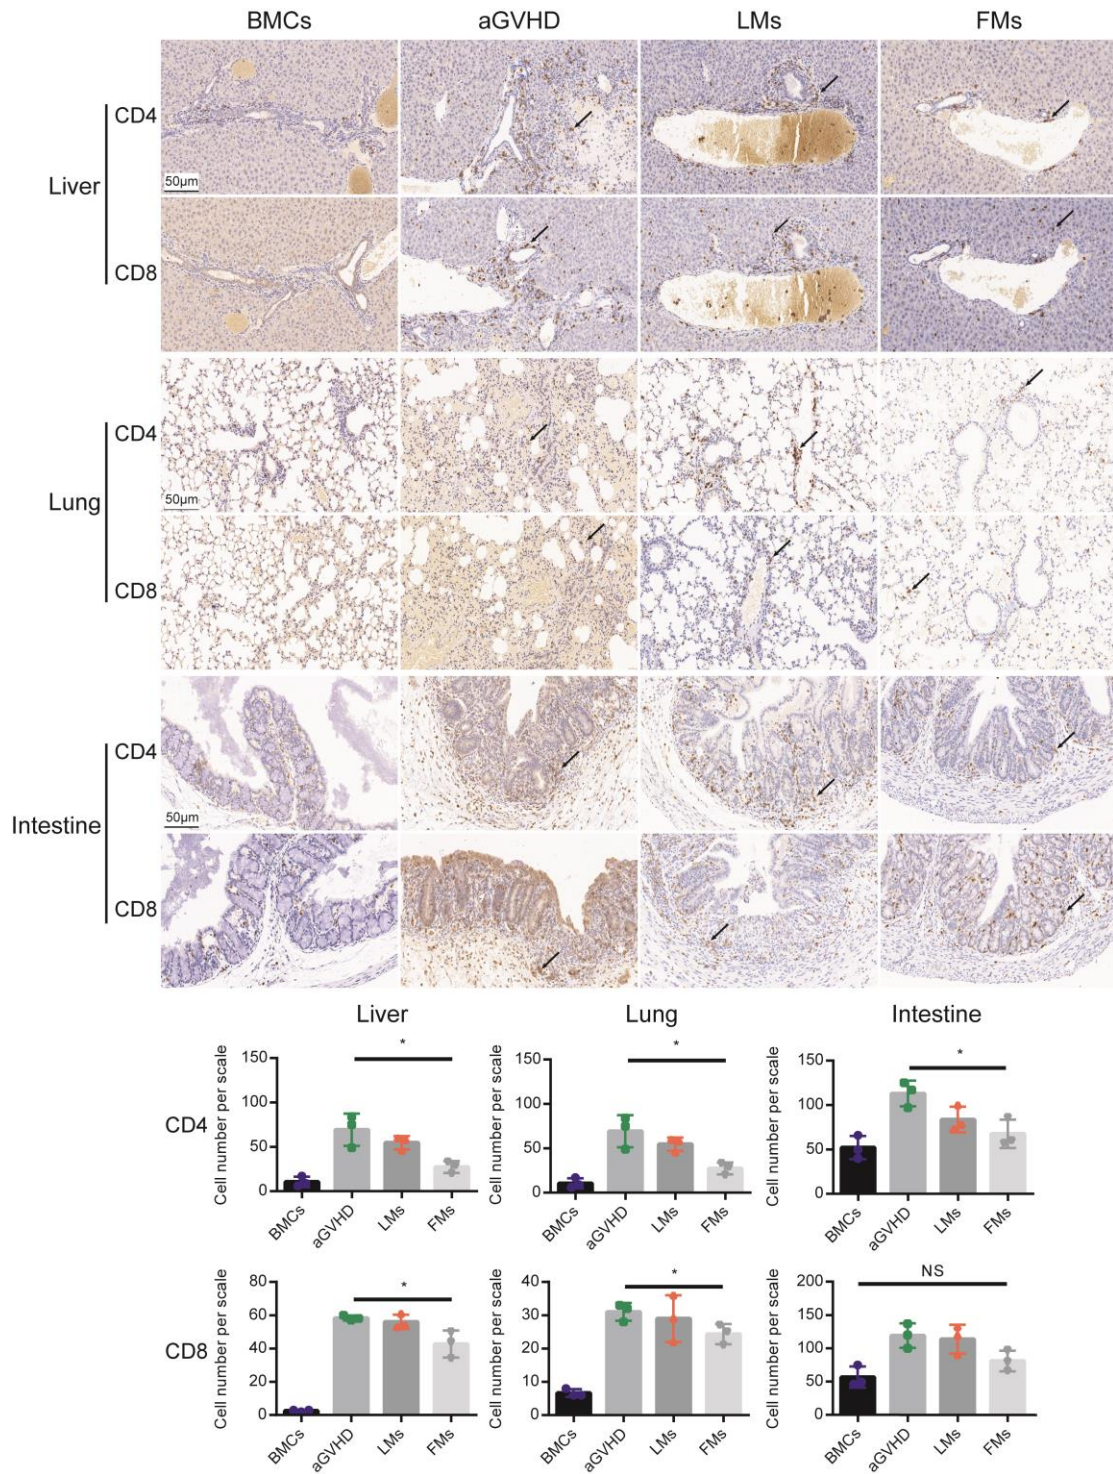 BMCs aGVHD LMs FMs
Liver
CD4
50μm
CD8
Lung
CD4
50μm
CD8
Intestine
CD4
50μm
CD8
Liver Lung Intestine
CD4
Cell number per scale
150
100
50
0
*
BMCs aGVHD LMs FMs
Cell number per scale
150
100
50
0
*
BMCs aGVHD LMs FMs
Cell number per scale
150
100
50
0
*
BMCs aGVHD LMs FMs
CD8
Cell number per scale
80
60
40
20
0
*
BMCs aGVHD LMs FMs
Cell number per scale
40
30
20
10
0
*
BMCs aGVHD LMs FMs
Cell number per scale
200
150
100
50
0
NS
BMCs aGVHD LMs FMs